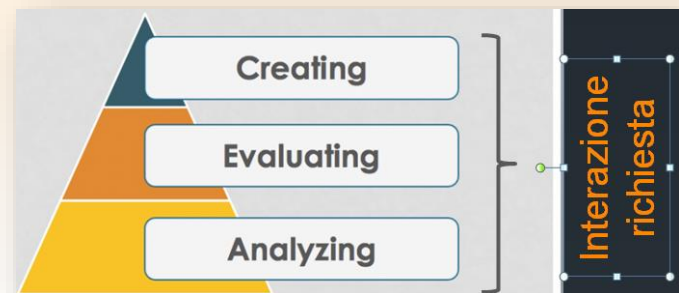 Creating
Evaluating
Analyzing
Interazione
richiesta